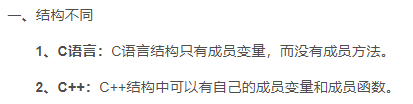 一、结构不同
1、C语言：C语言结构只有成员变量，而没有成员方法。
2、C++：C++结构中可以有自己的成员变量和成员函数。